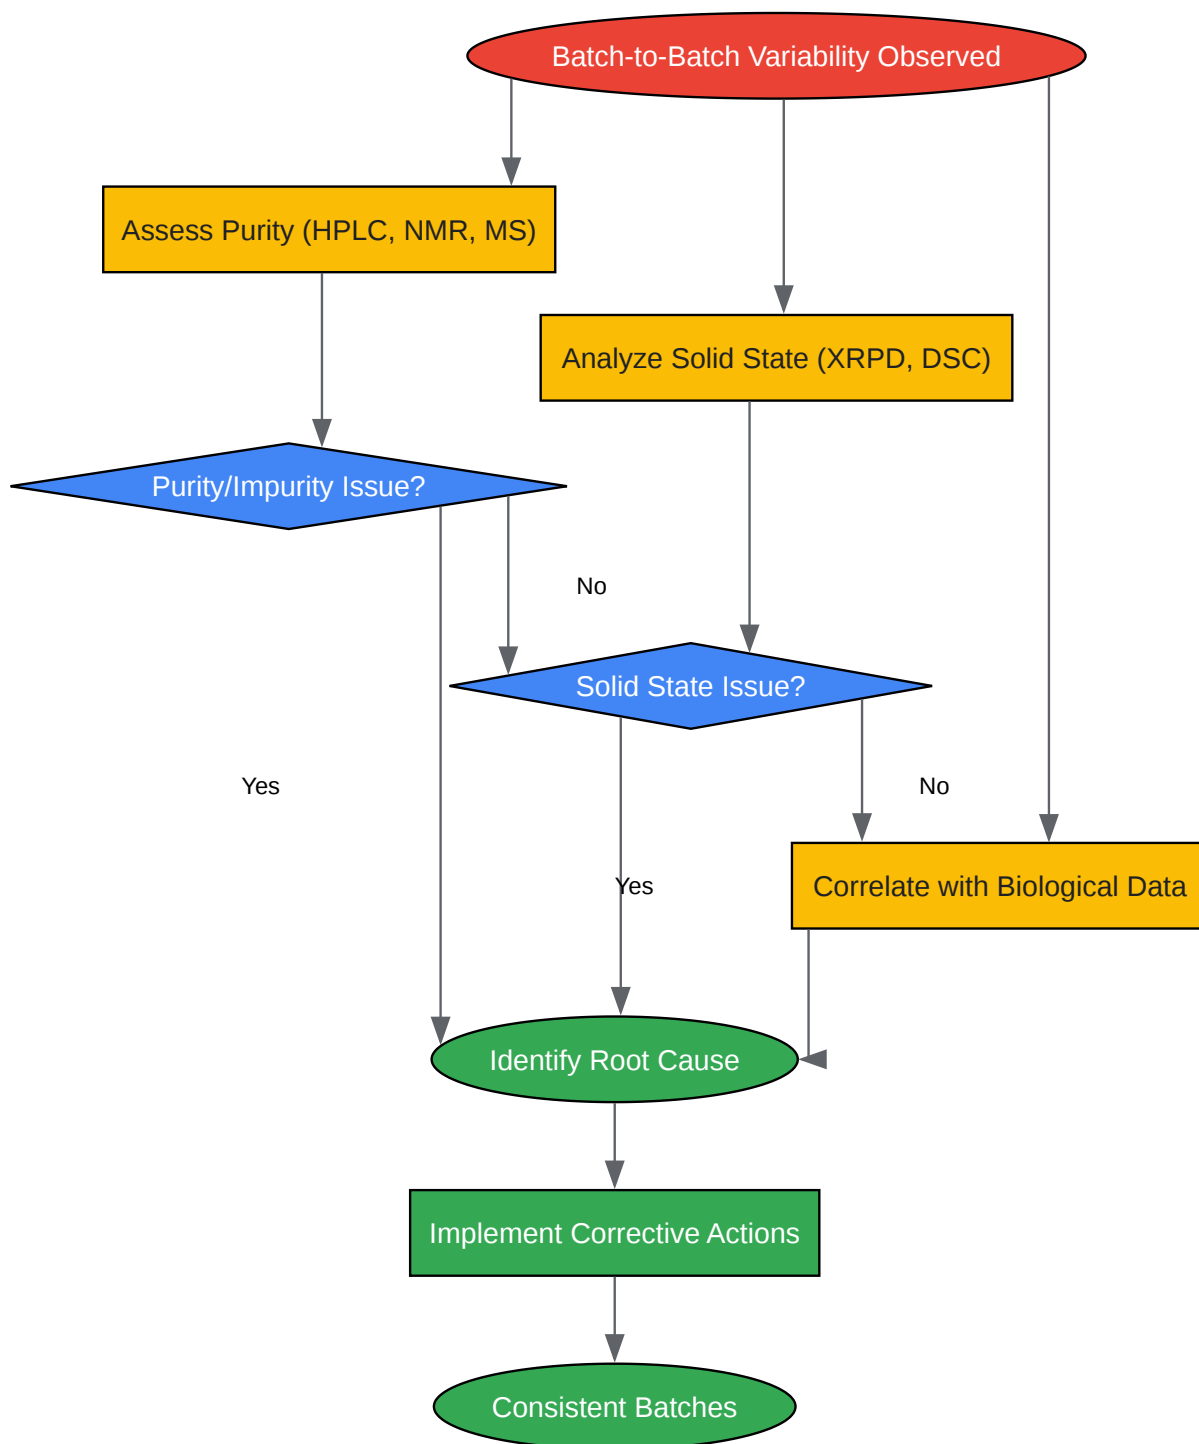 Batch-to-Batch Variability Observed
Assess Purity (HPLC, NMR, MS)
Analyze Solid State (XRPD, DSC)
Purity/Impurity Issue?
No
Solid State Issue?
Yes
No
Yes
Correlate with Biological Data
Identify Root Cause
Implement Corrective Actions
Consistent Batches